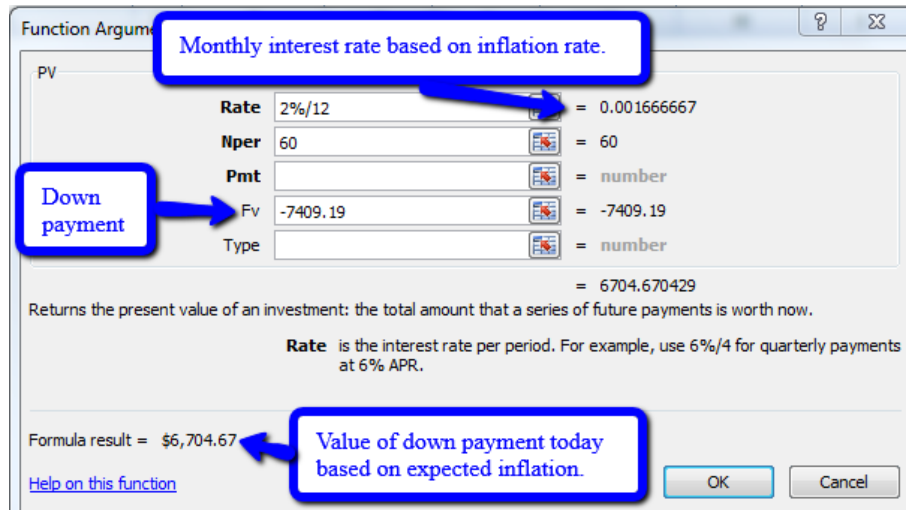 Function Argume
Monthly interest rate based on inflation rate.
PV
Rate 2%/12 = 0.001666667
Nper 60 = 60
Pmt = number
Down
payment
Fv -7409.19 = -7409.19
Type = number
= 6704.670429
Returns the present value of an investment: the total amount that a series of future payments is worth now.
Rate is the interest rate per period. For example, use 6%/4 for quarterly payments
at 6% APR.
Formula result = $6,704.67
Value of down payment today
based on expected inflation.
Help on this function
OK
Cancel